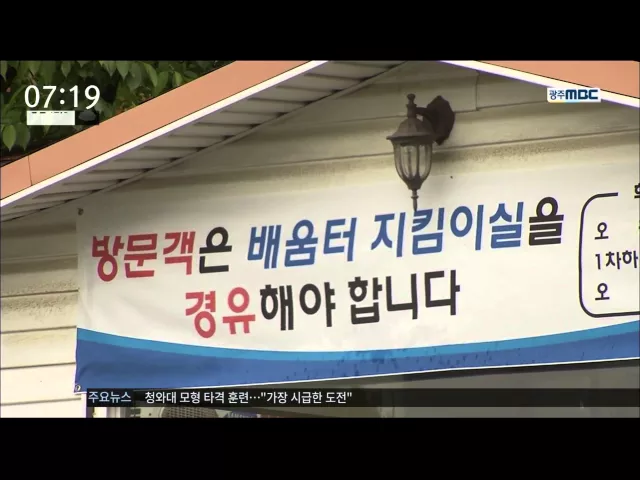 07:19
광주MBC
방문객은 배움터 지킴이실을
경유해야 합니다
오
1차하
오
주요뉴스 청와대 모형 타격 훈련…"가장 시급한 도전"